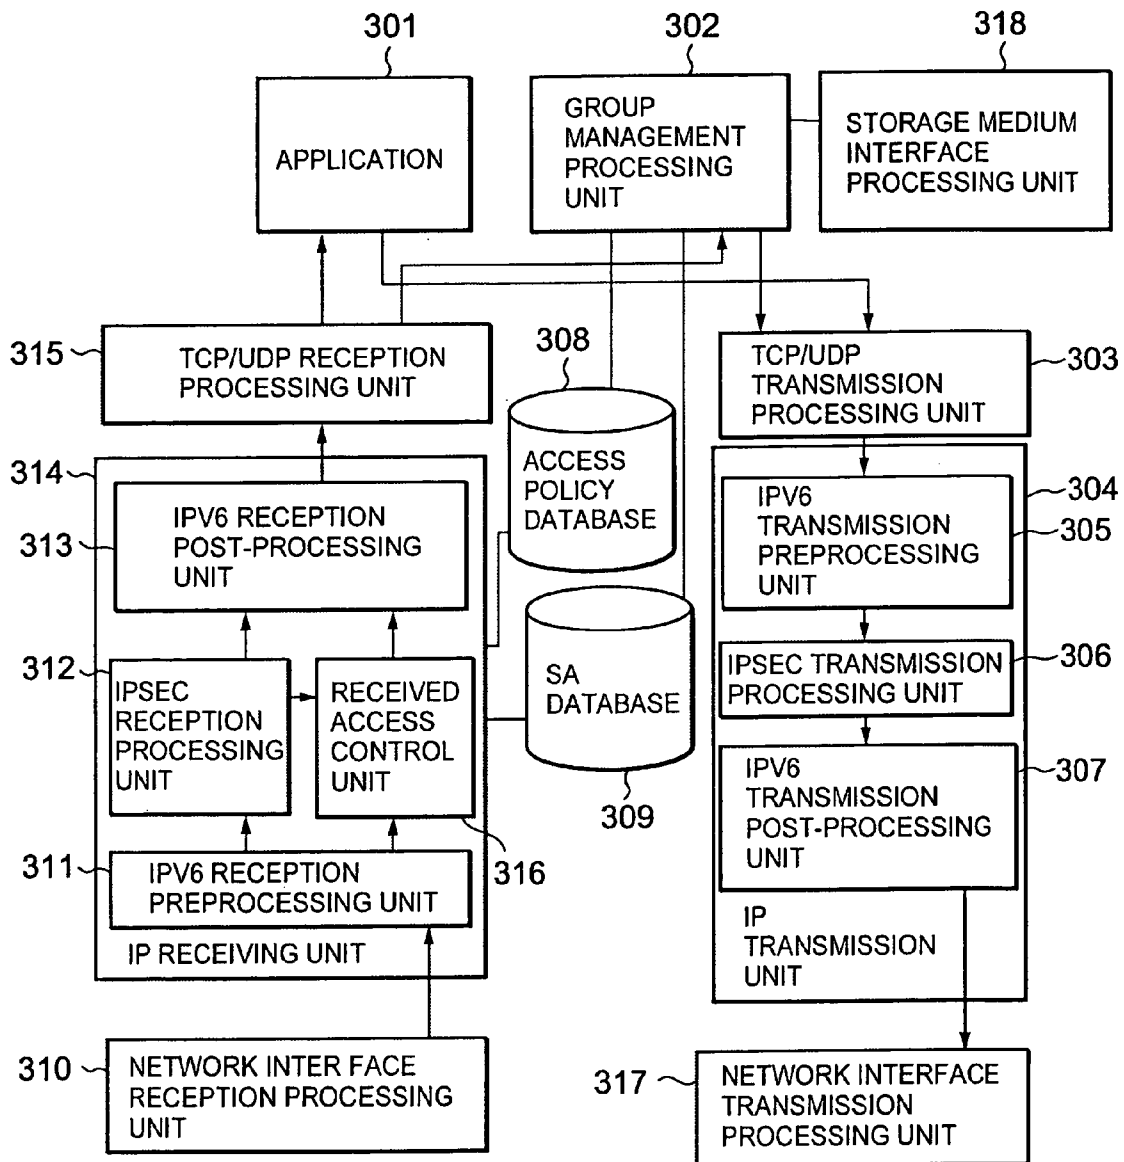 301
302
318
APPLICATION
GROUP
MANAGEMENT
PROCESSING
UNIT
STORAGE MEDIUM
INTERFACE
PROCESSING UNIT
315
TCP/UDP RECEPTION
PROCESSING UNIT
308
ACCESS
POLICY
DATABASE
TCP/UDP
TRANSMISSION
PROCESSING UNIT
303
314
313
IPV6 RECEPTION
POST-PROCESSING
UNIT
304
IPV6
TRANSMISSION
PREPROCESSING
UNIT
305
312
IPSEC
RECEPTION
PROCESSING
UNIT
RECEIVED
ACCESS
CONTROL
UNIT
SA
DATABASE
309
IPSEC TRANSMISSION
PROCESSING UNIT
306
IPV6
TRANSMISSION
POST-PROCESSING
UNIT
307
311
IPV6 RECEPTION
PREPROCESSING UNIT
316
IP RECEIVING UNIT
IP
TRANSMISSION
UNIT
310
NETWORK INTER FACE
RECEPTION PROCESSING
UNIT
317
NETWORK INTERFACE
TRANSMISSION
PROCESSING UNIT